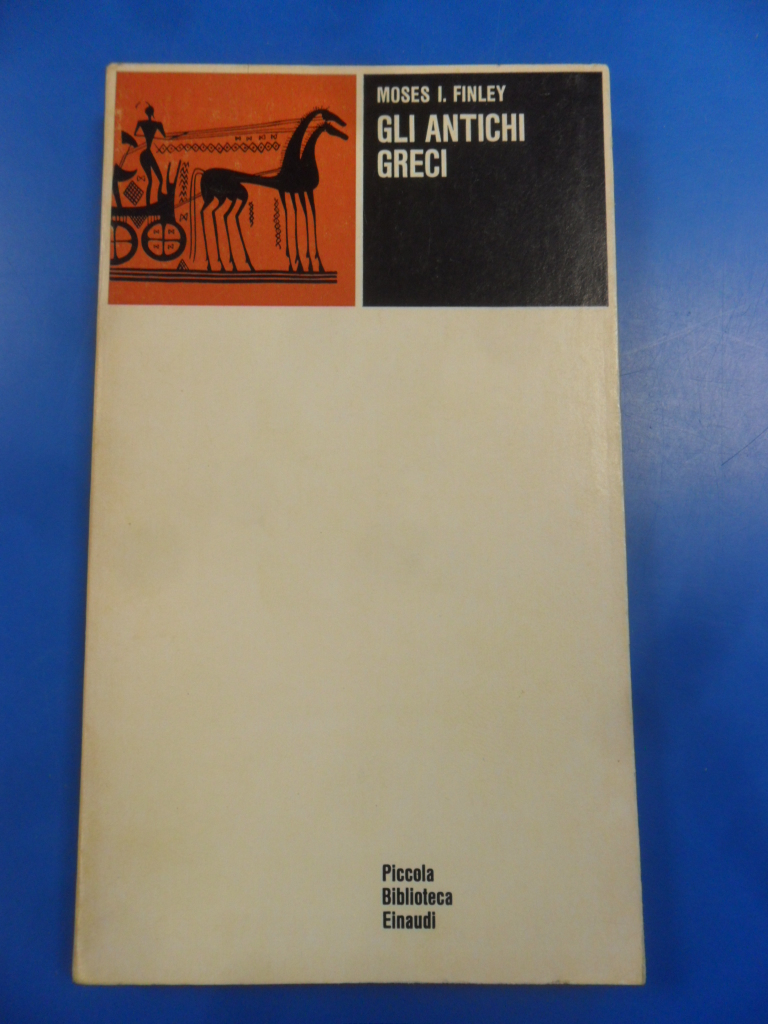 MOSES I. FINLEY
GLI ANTICHI
GRECI
Piccola
Biblioteca
Einaudi